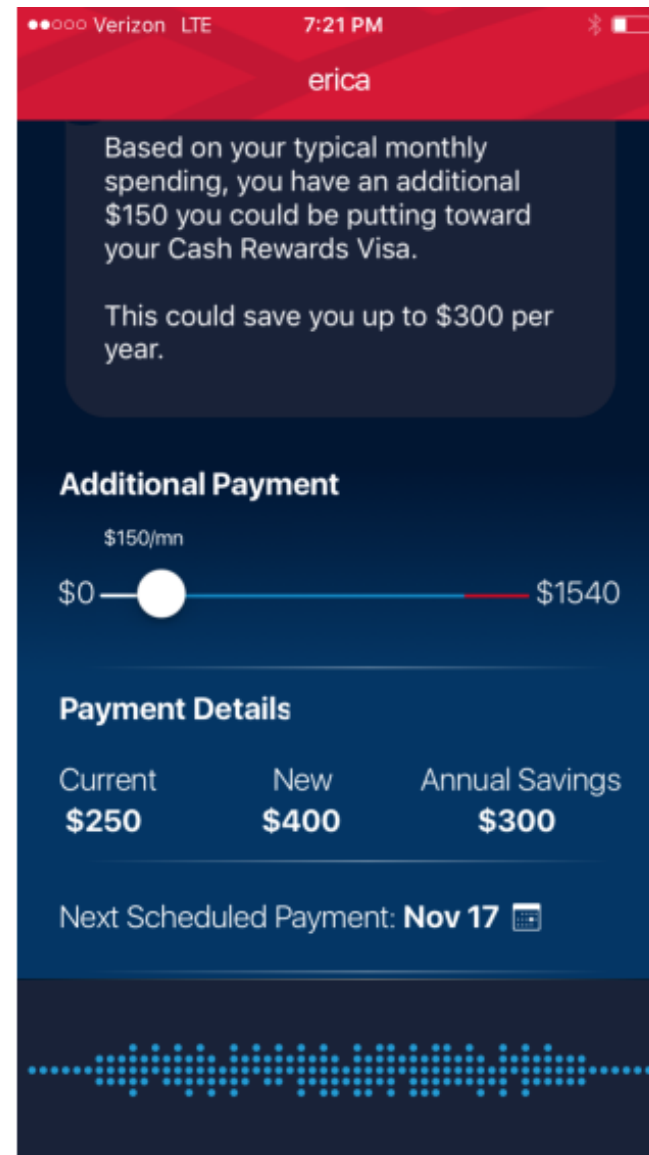 Verizon LTE 7:21 PM
erica
Based on your typical monthly
spending, you have an additional
$150 you could be putting toward
your Cash Rewards Visa.
This could save you up to $300 per
year.
Additional Payment
$150/mn
$0 $1540
Payment Details
Current New Annual Savings
$250 $400 $300
Next Scheduled Payment: Nov 17